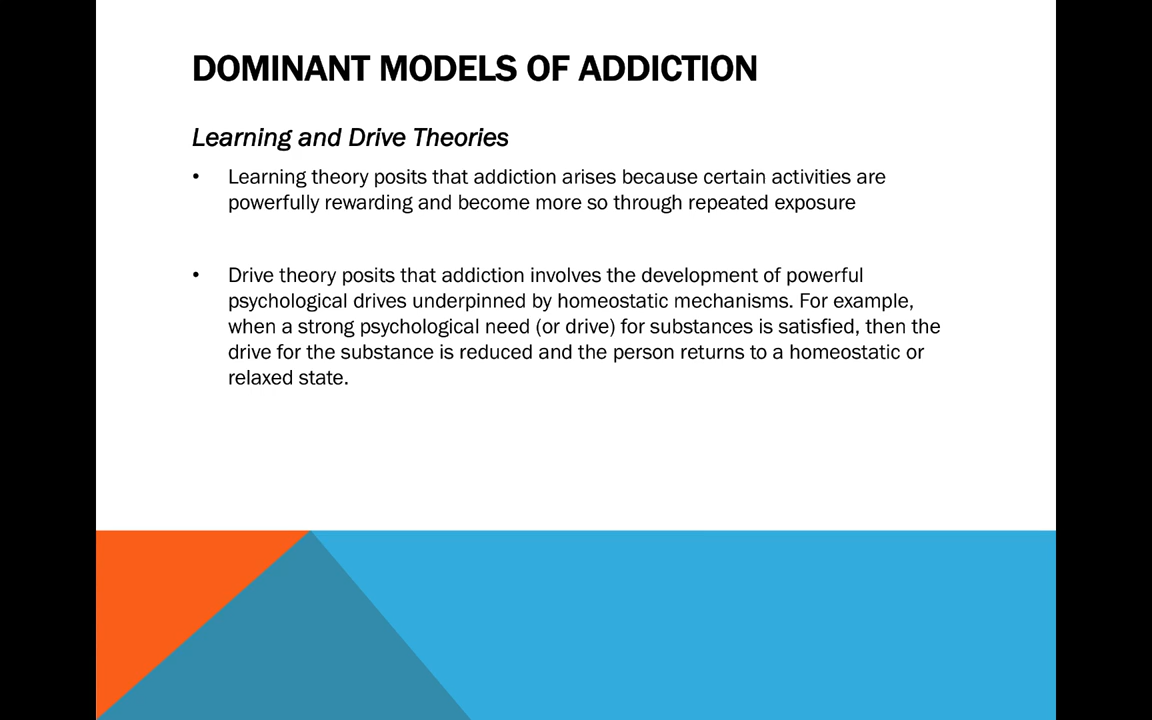 DOMINANT MODELS OF ADDICTION
Learning and Drive Theories
• Learning theory posits that addiction arises because certain activities are
powerfully rewarding and become more so through repeated exposure
• Drive theory posits that addiction involves the development of powerful
psychological drives underpinned by homeostatic mechanisms. For example,
when a strong psychological need (or drive) for substances is satisfied, then the
drive for the substance is reduced and the person returns to a homeostatic or
relaxed state.